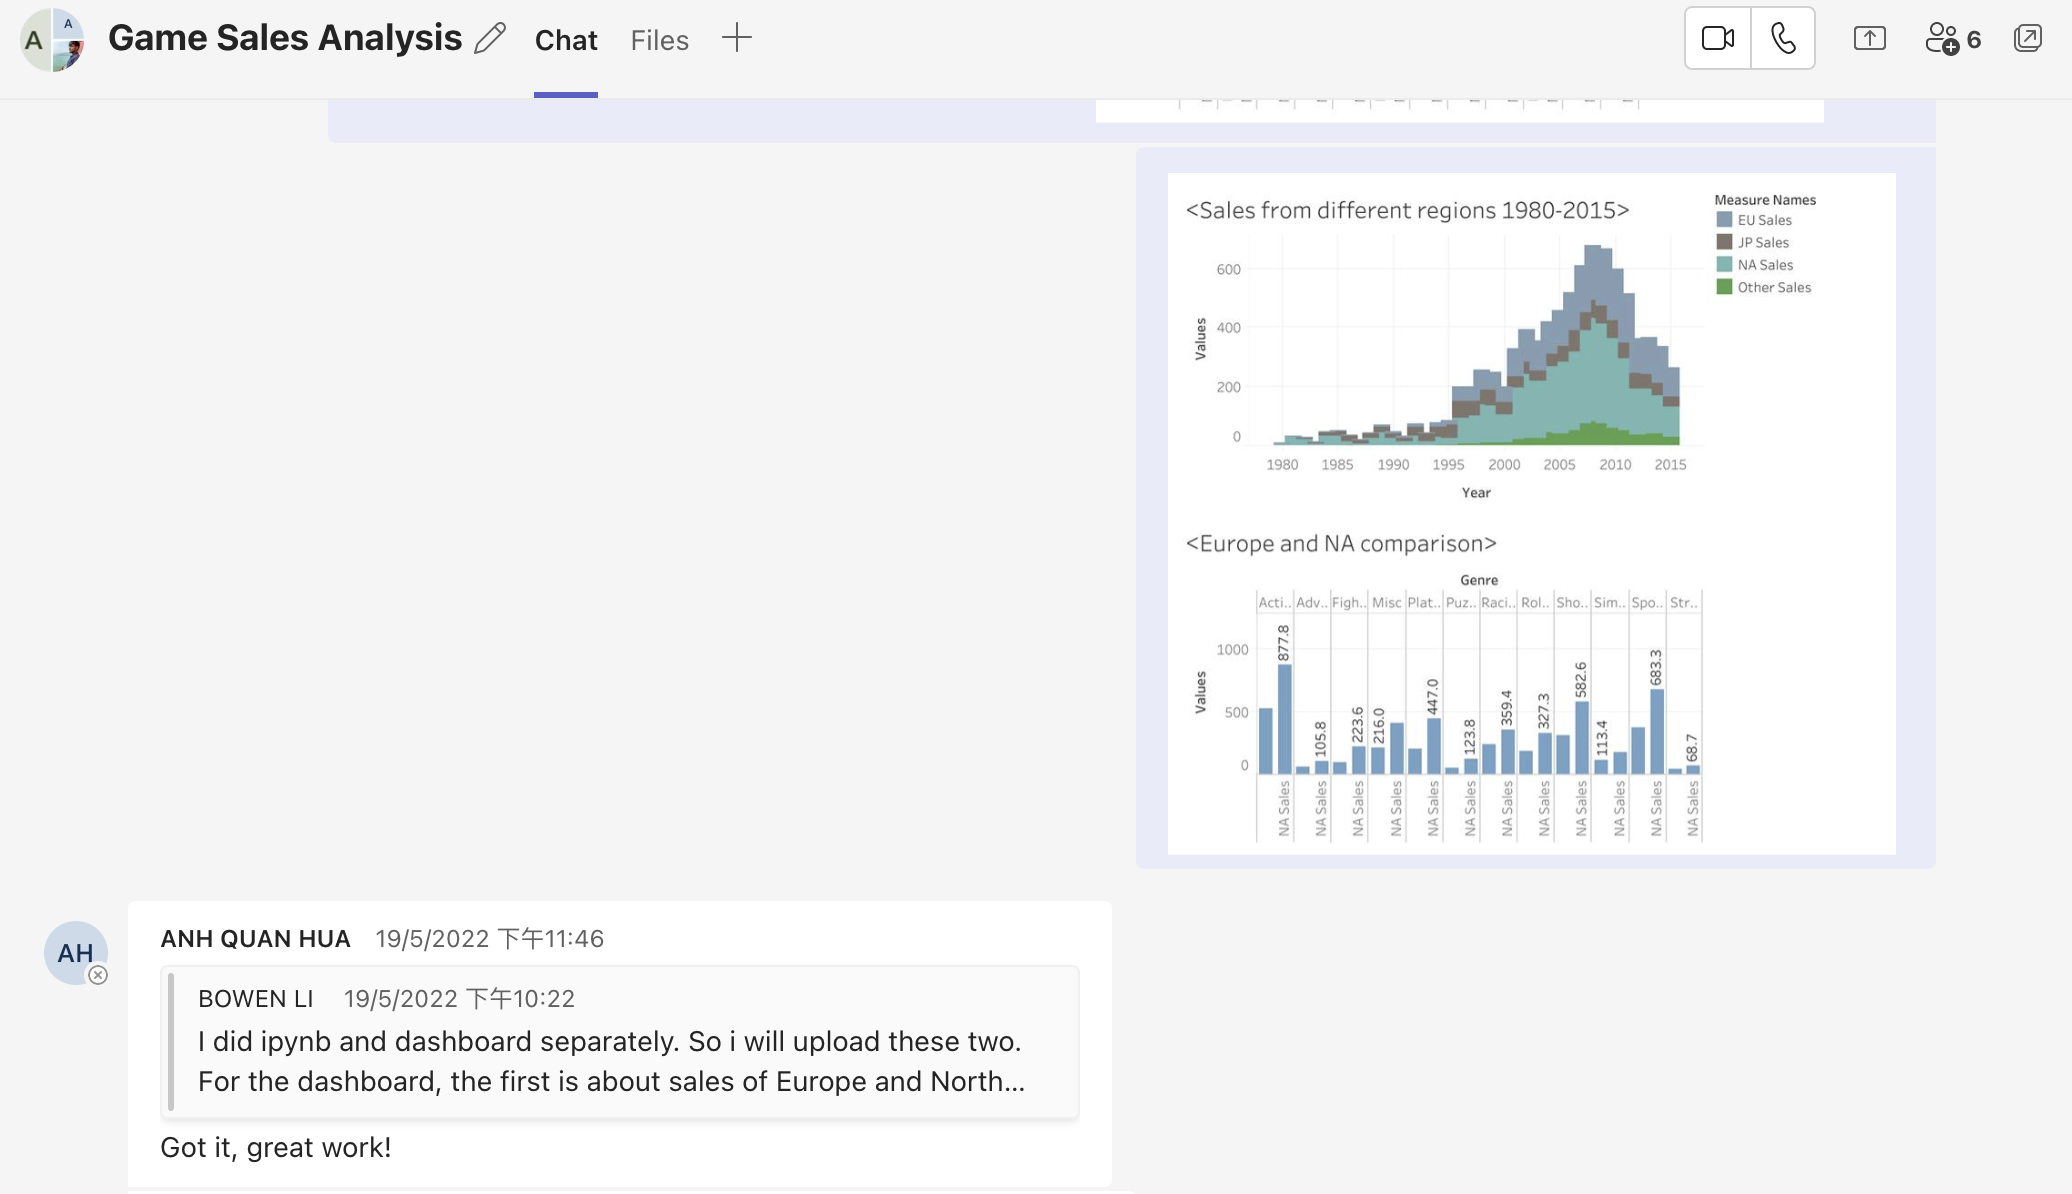 A
A
Game Sales Analysis
Chat
Files
6
<Sales from different regions 1980-2015>
Measure Names
EU Sales
JP Sales
NA Sales
Other Sales
600
400
200
0
Values
1980 1985 1990 1995 2000 2005 2010 2015
Year
<Europe and NA comparison>
Genre
Acti.. Adv.. Figh.. Misc Plat.. Puz.. Raci.. Rol.. Sho.. Sim.. Spo.. Str..
1000
500
0
Values
877.8 105.8 223.6 216.0 447.0 123.8 359.4 327.3 582.6 113.4 683.3 68.7
NA Sales NA Sales NA Sales NA Sales NA Sales NA Sales NA Sales NA Sales NA Sales NA Sales NA Sales NA Sales
AH
ANH QUAN HUA 19/5/2022 下午11:46
BOWEN LI 19/5/2022 下午10:22
I did ipynb and dashboard separately. So i will upload these two.
For the dashboard, the first is about sales of Europe and North...
Got it, great work!